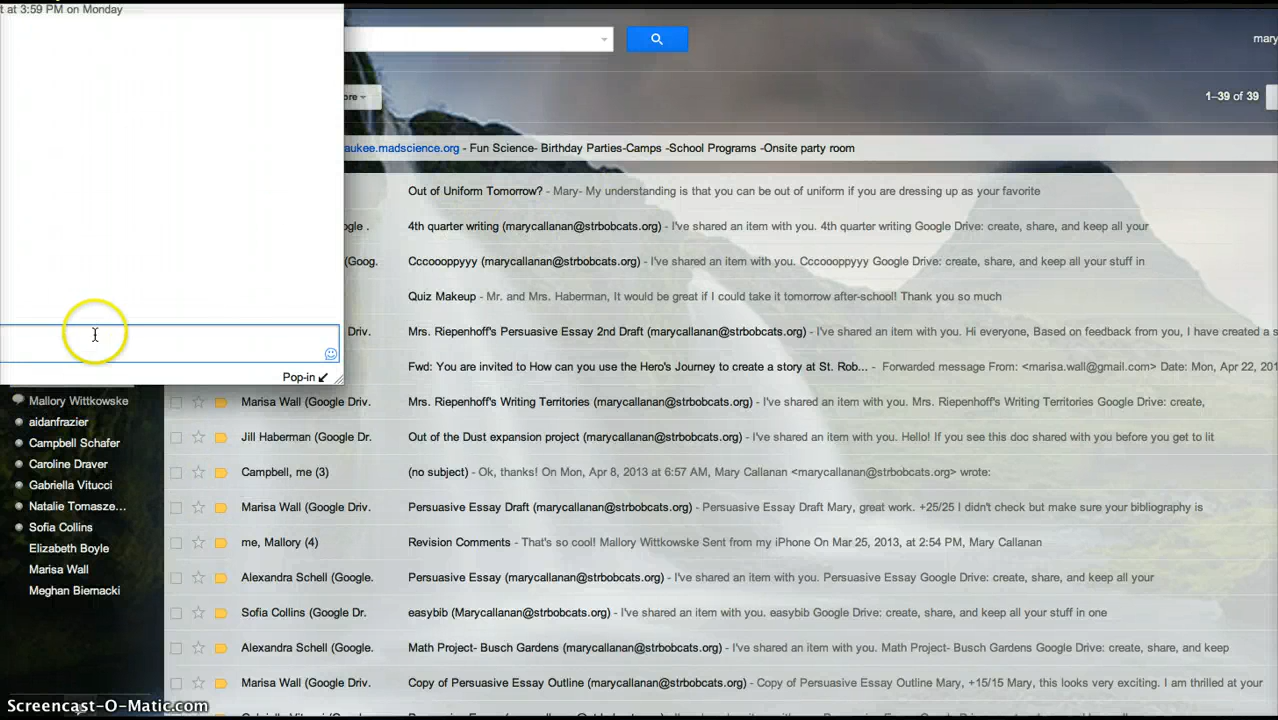 t at 3:59 PM on Monday
mary
ore
1–39 of 39
aukee.madscience.org - Fun Science- Birthday Parties-Camps -School Programs -Onsite party room
Out of Uniform Tomorrow? - Mary- My understanding is that you can be out of uniform if you are dressing up as your favorite
ogle . 4th quarter writing (marycallanan@strbobcats.org) - I've shared an item with you. 4th quarter writing Google Drive: create, share, and keep all your
(Goog. Cccoooppyyy (marycallanan@strbobcats.org) - I've shared an item with you. Cccoooppyyy Google Drive: create, share, and keep all your stuff in
Quiz Makeup - Mr. and Mrs. Haberman, It would be great if I could take it tomorrow after-school! Thank you so much
Driv. Mrs. Riepenhoff's Persuasive Essay 2nd Draft (marycallanan@strbobcats.org) - I've shared an item with you. Hi everyone, Based on feedback from you, I have created a s
Fwd: You are invited to How can you use the Hero's Journey to create a story at St. Rob... - Forwarded message From: <marisa.wall@gmail.com> Date: Mon, Apr 22, 201
Pop-in
Mallory Wittkowske
aidanfrazier
Campbell Schafer
Caroline Draver
Gabriella Vitucci
Natalie Tomasze...
Sofia Collins
Elizabeth Boyle
Marisa Wall
Meghan Biernacki
Marisa Wall (Google Driv. Mrs. Riepenhoff's Writing Territories (marycallanan@strbobcats.org) - I've shared an item with you. Mrs. Riepenhoff's Writing Territories Google Drive: create,
Jill Haberman (Google Dr. Out of the Dust expansion project (marycallanan@strbobcats.org) - I've shared an item with you. Hello! If you see this doc shared with you before you get to lit
Campbell, me (3) (no subject) - Ok, thanks! On Mon, Apr 8, 2013 at 6:57 AM, Mary Callanan <marycallanan@strbobcats.org> wrote:
Marisa Wall (Google Driv. Persuasive Essay Draft (marycallanan@strbobcats.org) - Persuasive Essay Draft Mary, great work. +25/25 I didn't check but make sure your bibliography is
me, Mallory (4) Revision Comments - That's so cool! Mallory Wittkowske Sent from my iPhone On Mar 25, 2013, at 2:54 PM, Mary Callanan
Alexandra Schell (Google. Persuasive Essay (marycallanan@strbobcats.org) - I've shared an item with you. Persuasive Essay Google Drive: create, share, and keep all your
Sofia Collins (Google Dr. easybib (Marycallanan@strbobcats.org) - I've shared an item with you. easybib Google Drive: create, share, and keep all your stuff in one
Alexandra Schell (Google. Math Project- Busch Gardens (marycallanan@strbobcats.org) - I've shared an item with you. Math Project- Busch Gardens Google Drive: create, share, and keep
Marisa Wall (Google Driv. Copy of Persuasive Essay Outline (marycallanan@strbobcats.org) - Copy of Persuasive Essay Outline Mary, +15/15 Mary, this looks very exciting. I am thrilled at your
Screencast-O-Matic.com